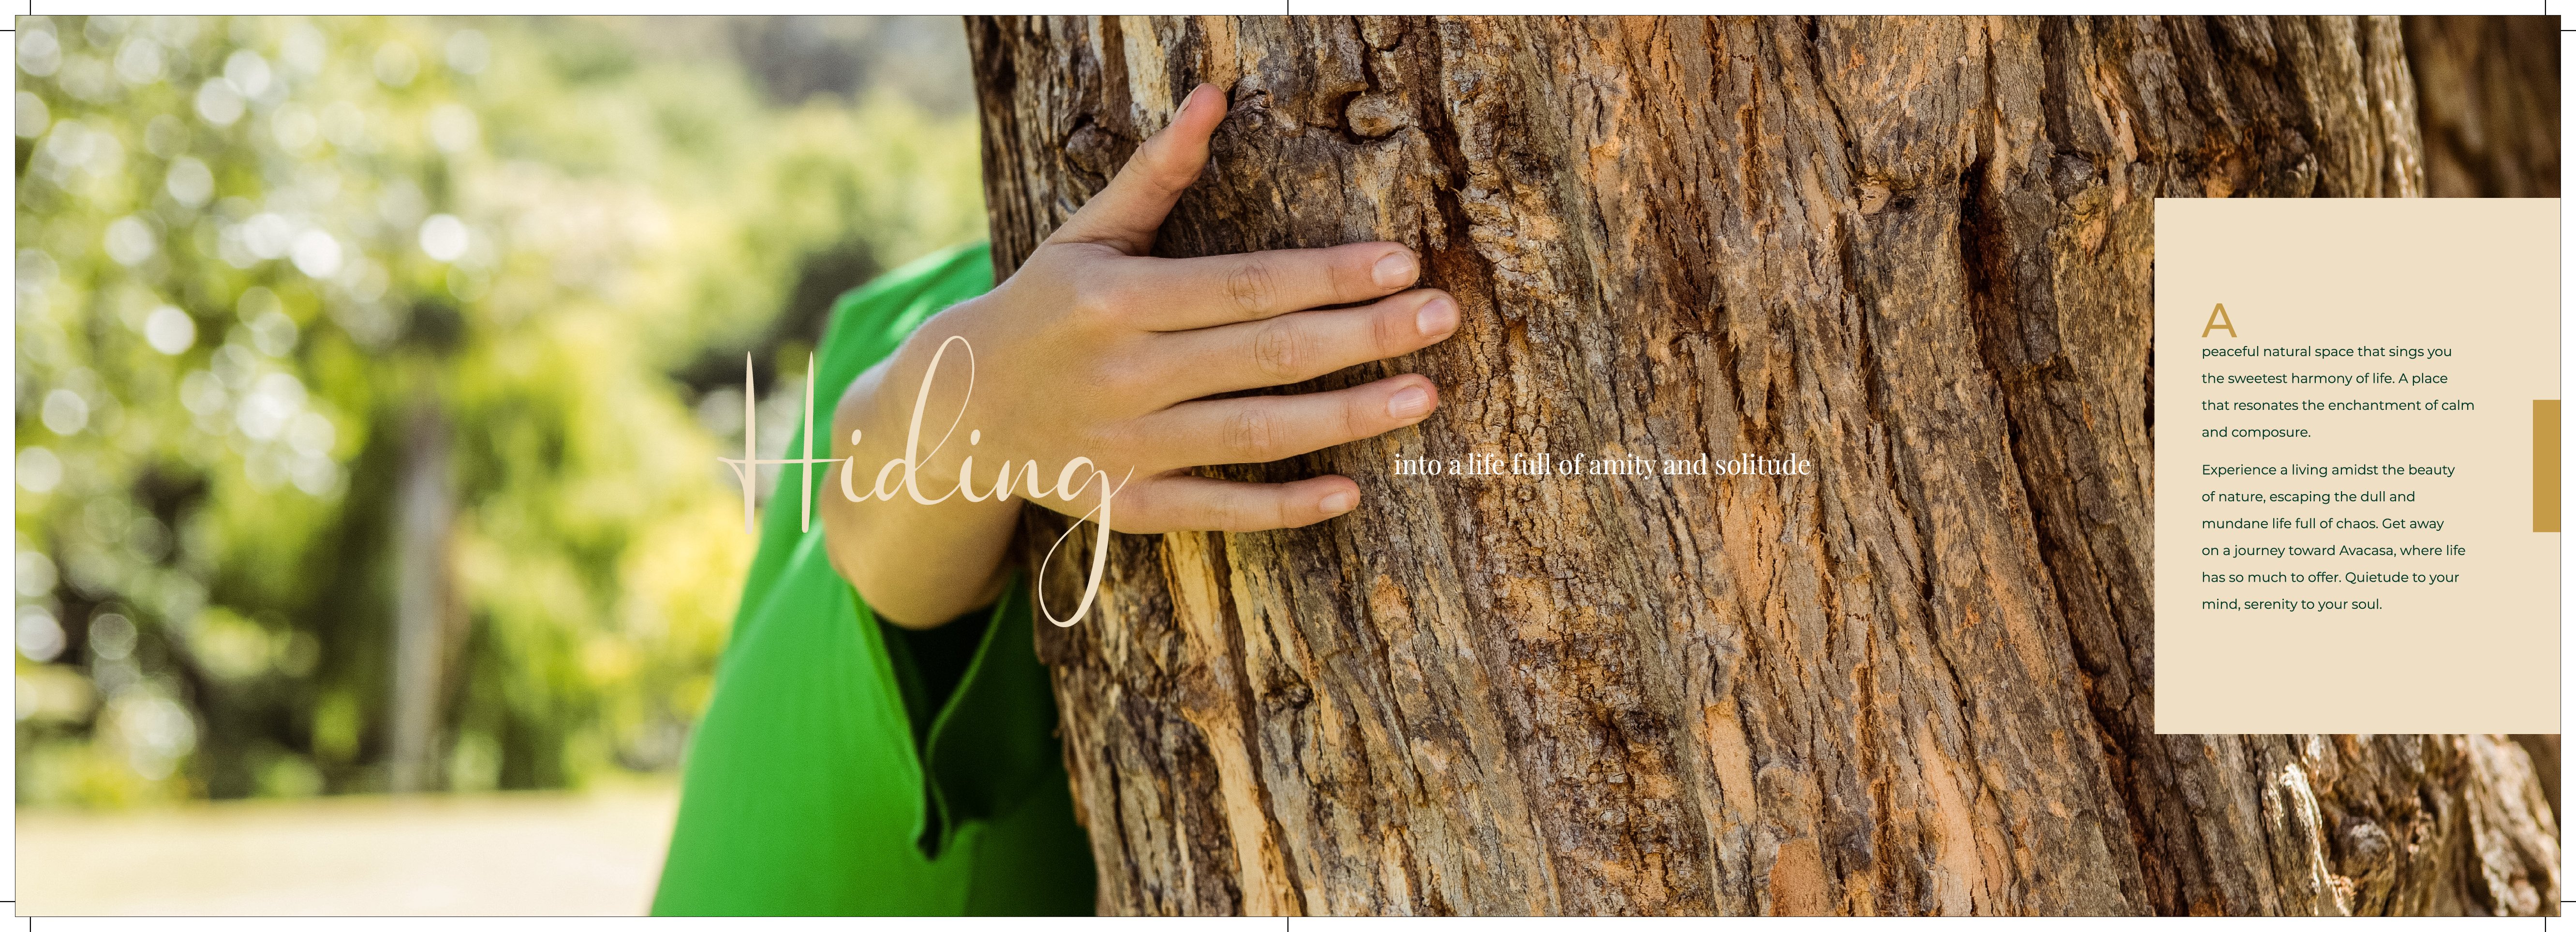 Hiding
into a life full of amity and solitude
A
peaceful natural space that sings you
the sweetest harmony of life. A place
that resonates the enchantment of calm
and composure.
Experience a living amidst the beauty
of nature, escaping the dull and
mundane life full of chaos. Get away
on a journey toward Avacasa, where life
has so much to offer. Quietude to your
mind, serenity to your soul.